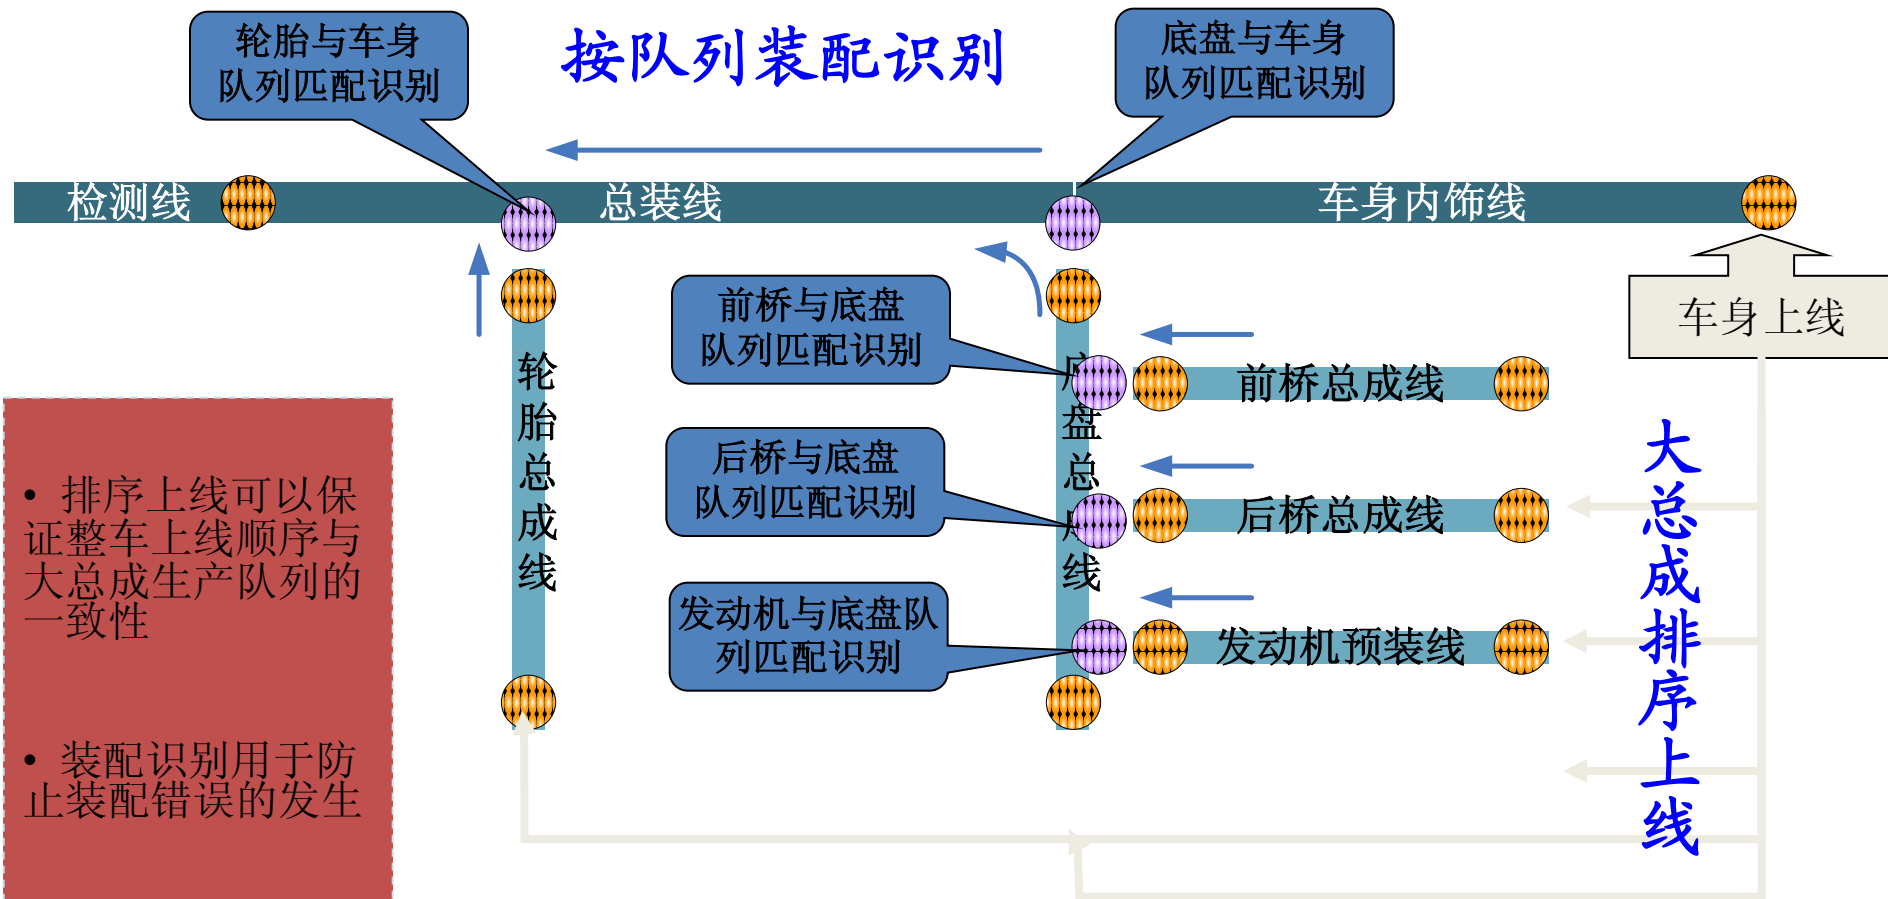 轮胎与车身
队列匹配识别
按队列装配识别
底盘与车身
队列匹配识别
检测线
总装线
车身内饰线
前桥与底盘
队列匹配识别
车身上线
轮胎总成线
底盘总成线
前桥总成线
后桥与底盘
队列匹配识别
后桥总成线
发动机与底盘队
列匹配识别
发动机预装线
大总成排序上线
• 排序上线可以保
证整车上线顺序与
大总成生产队列的
一致性
• 装配识别用于防
止装配错误的发生